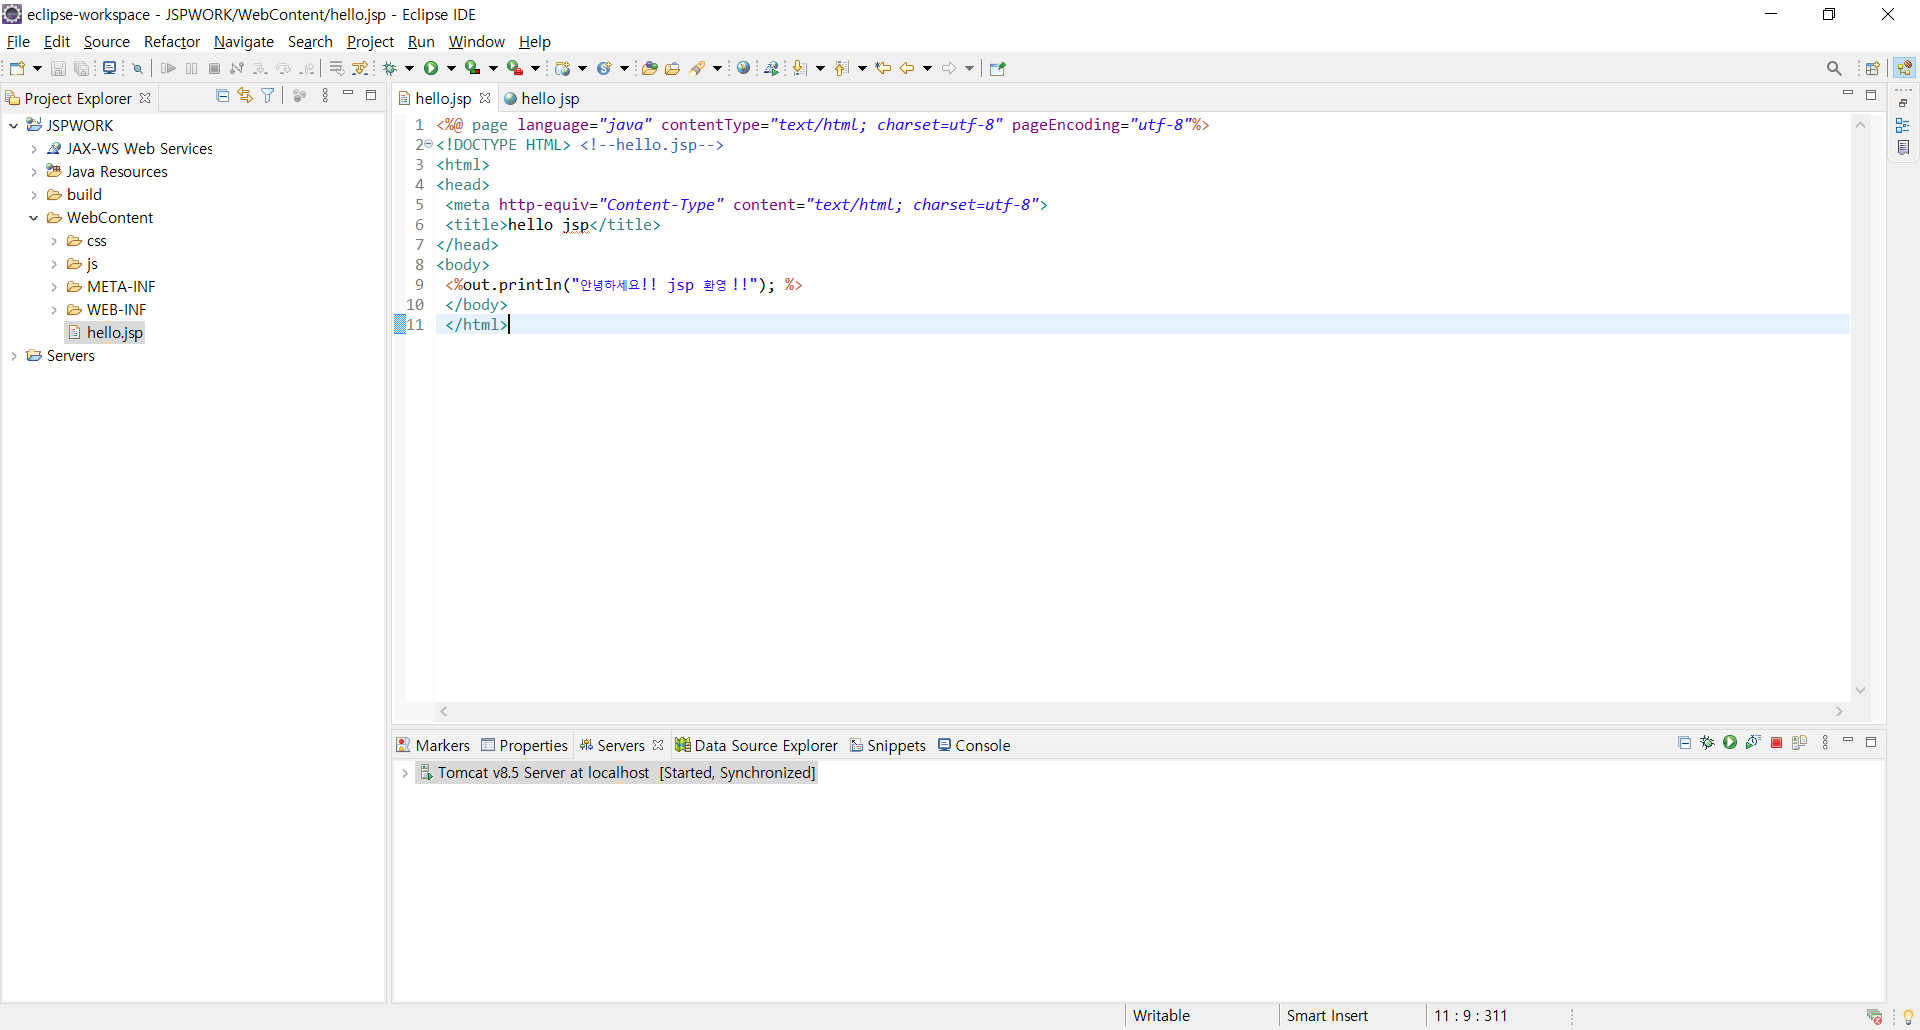 eclipse-workspace - JSPWORK/WebContent/hello.jsp - Eclipse IDE
File Edit Source Refactor Navigate Search Project Run Window Help
Project Explorer
JSPWORK
JAX-WS Web Services
Java Resources
build
WebContent
css
js
META-INF
WEB-INF
hello.jsp
Servers
hello.jsp hello jsp
1 <%@ page language="java" contentType="text/html; charset=utf-8" pageEncoding="utf-8"%>
2 <!DOCTYPE HTML> <!--hello.jsp-->
3 <html>
4 <head>
5 <meta http-equiv="Content-Type" content="text/html; charset=utf-8">
6 <title>hello jsp</title>
7 </head>
8 <body>
9 <%out.println("안녕하세요!! jsp 환영 !!"); %>
10 </body>
11 </html>
Markers Properties Servers Data Source Explorer Snippets Console
Tomcat v8.5 Server at localhost [Started, Synchronized]
Writable Smart Insert 11 : 9 : 311